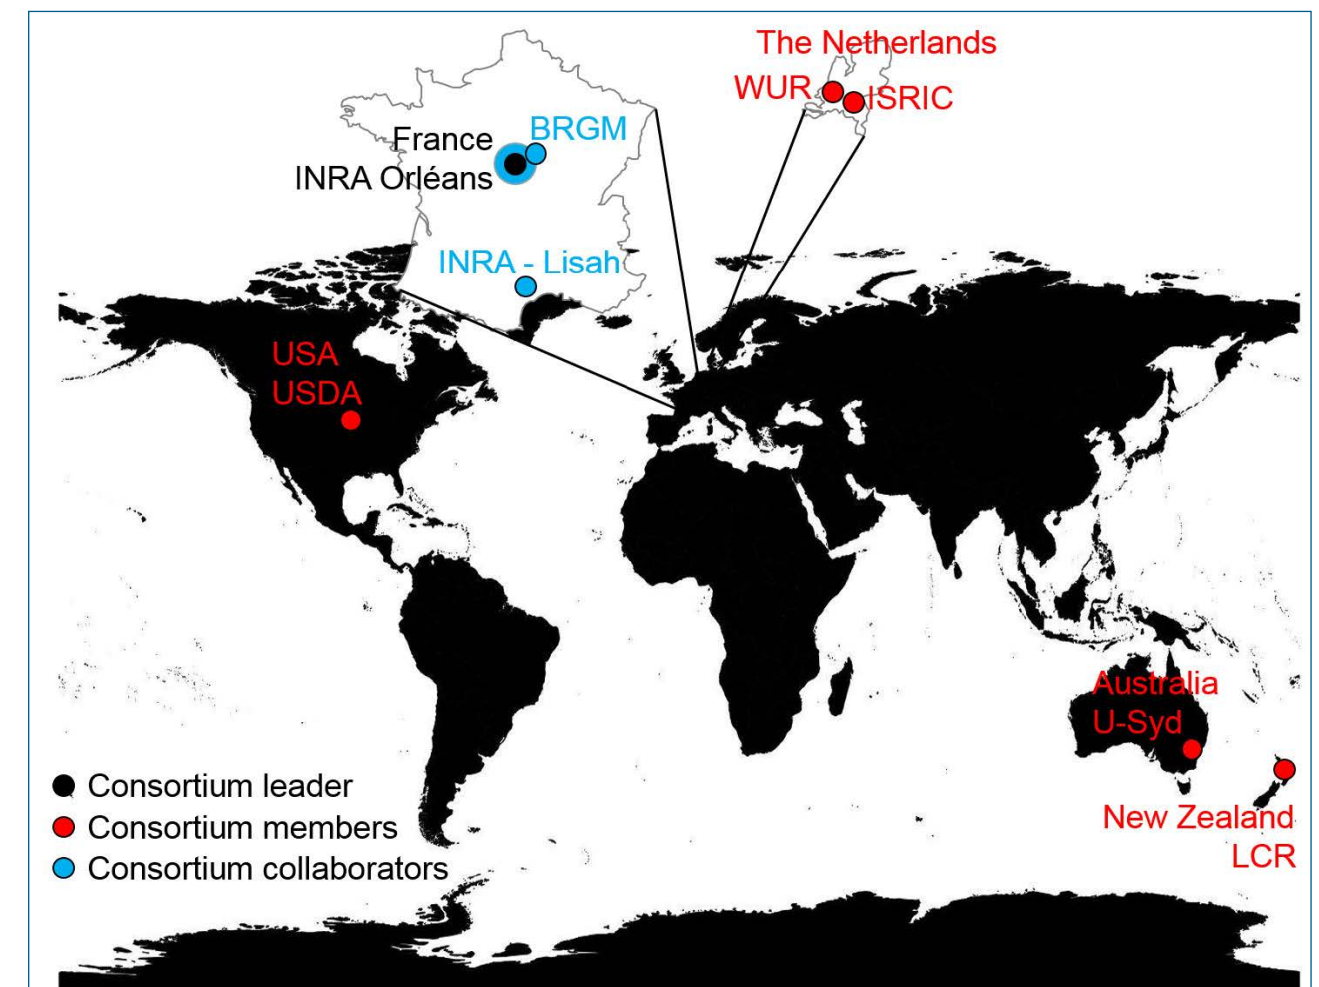 The Netherlands
WUR
ISRIC
BRGM
France
INRA Orléans
INRA - Lisah
USA
USDA
Australia
U-Syd
Consortium leader
Consortium members
Consortium collaborators
New Zealand
LCR